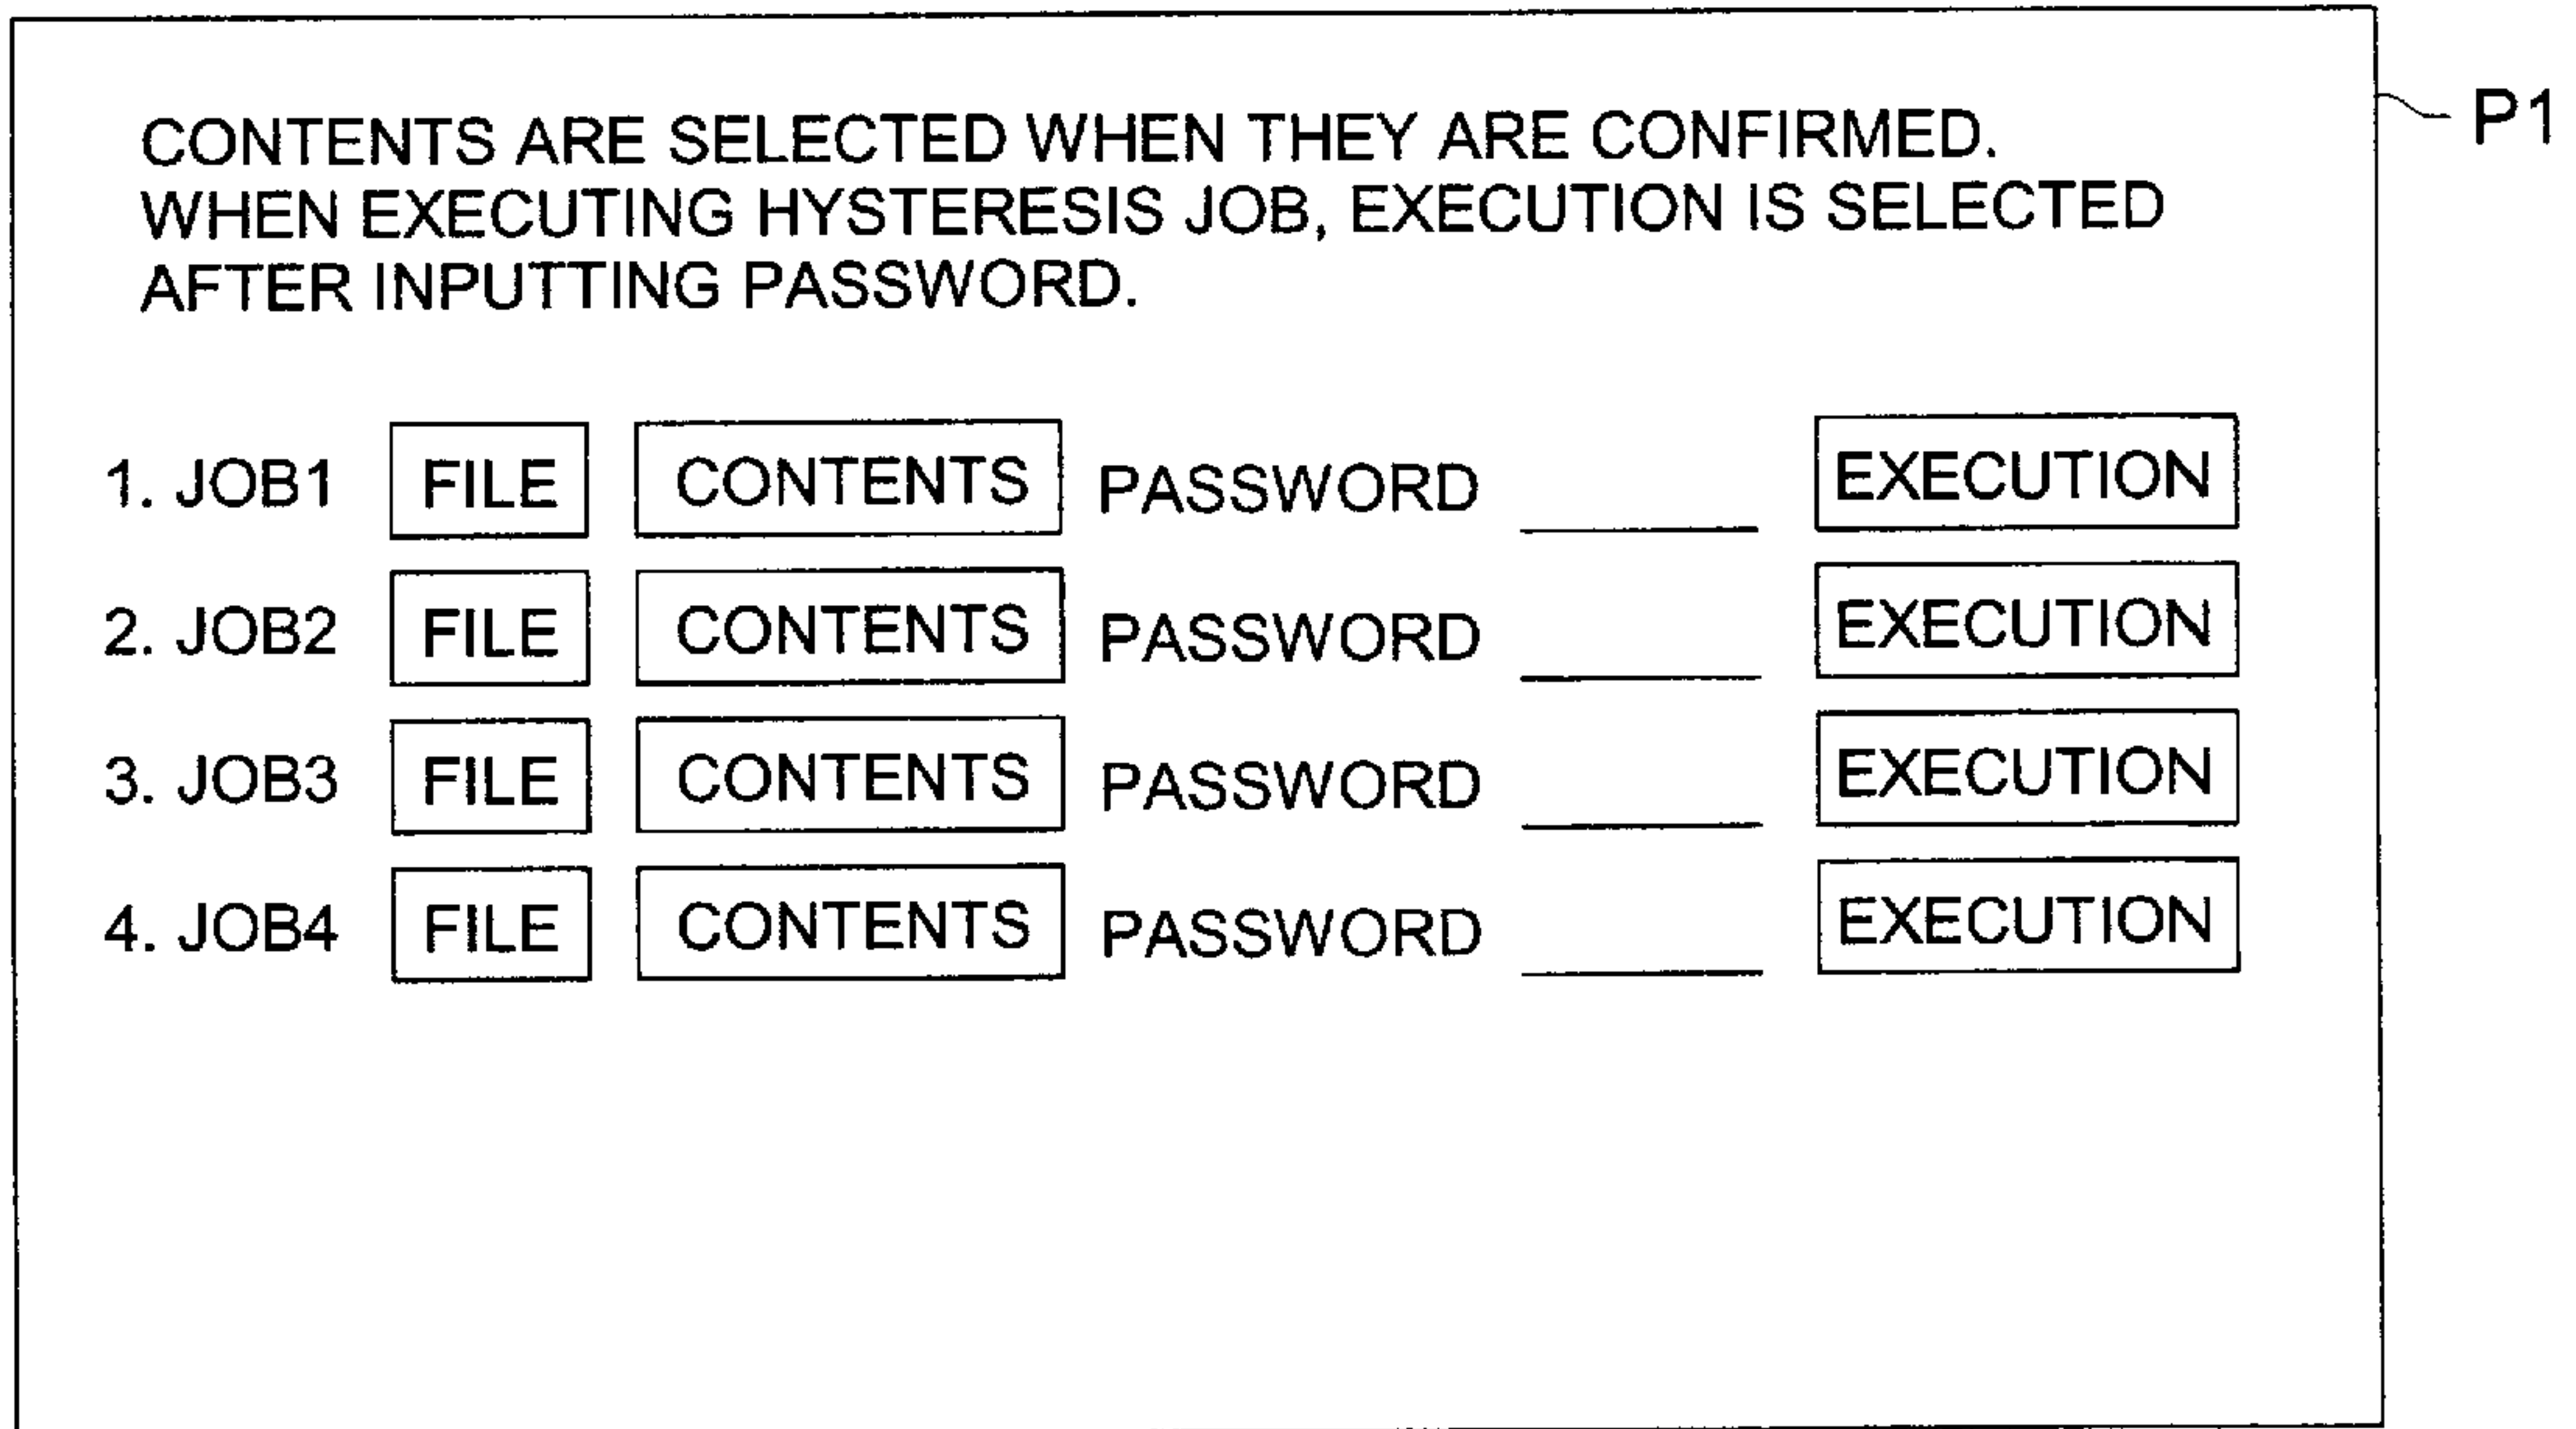 CONTENTS ARE SELECTED WHEN THEY ARE CONFIRMED.
WHEN EXECUTING HYSTERESIS JOB, EXECUTION IS SELECTED
AFTER INPUTTING PASSWORD.
P1
1. JOB1 FILE CONTENTS PASSWORD EXECUTION
2. JOB2 FILE CONTENTS PASSWORD EXECUTION
3. JOB3 FILE CONTENTS PASSWORD EXECUTION
4. JOB4 FILE CONTENTS PASSWORD EXECUTION